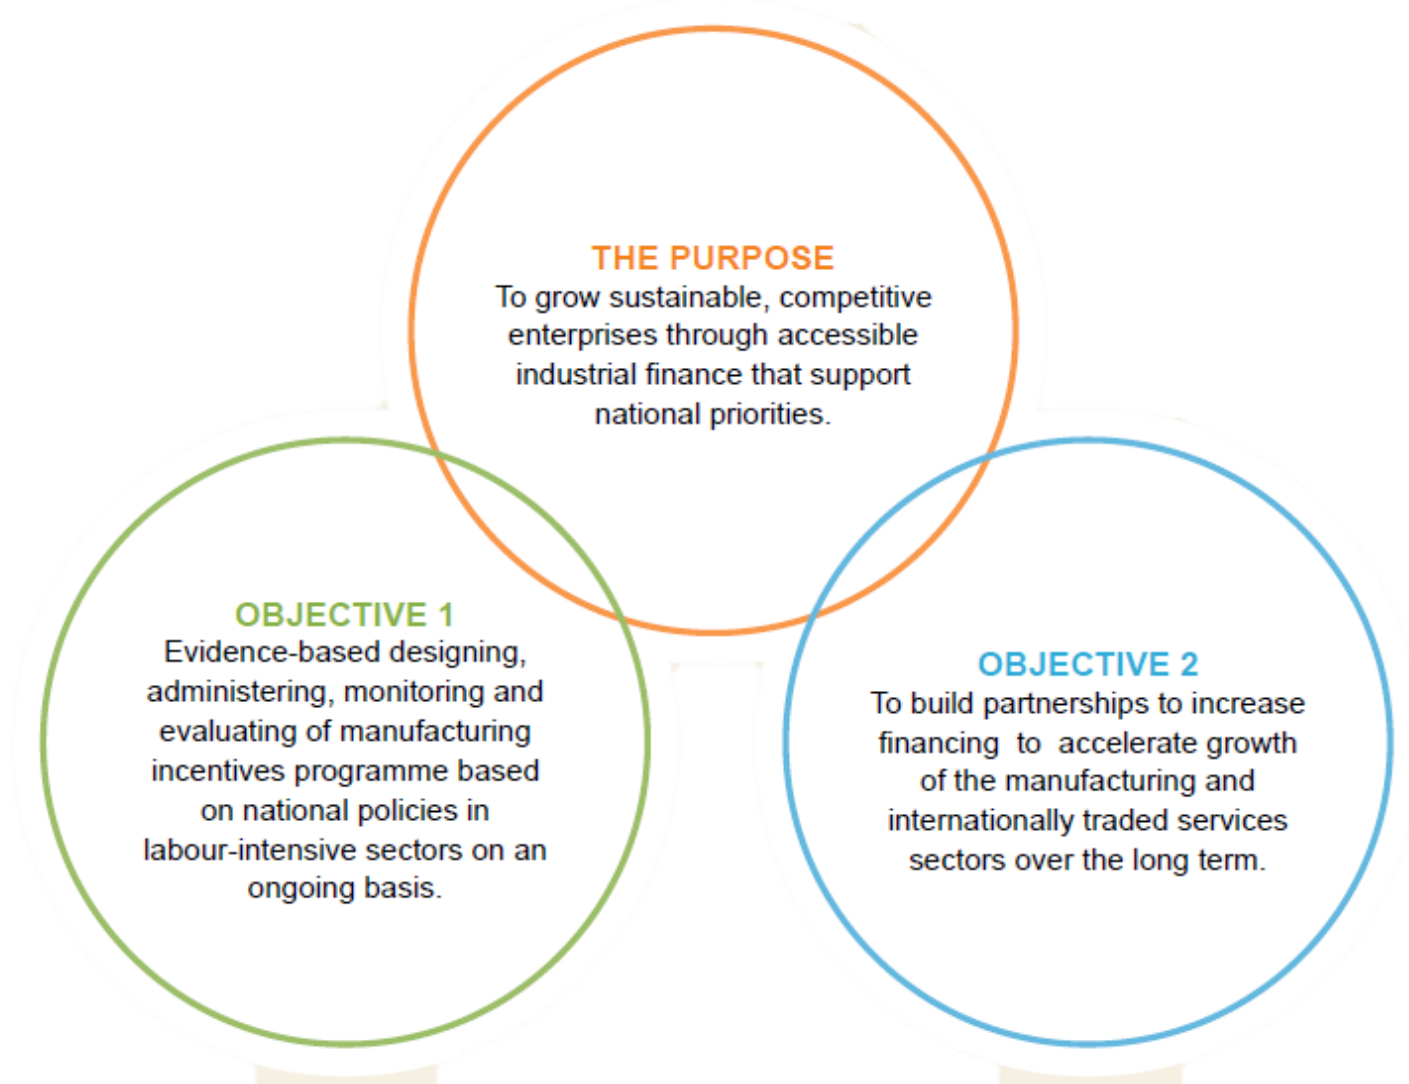 THE PURPOSE
To grow sustainable, competitive
enterprises through accessible
industrial finance that support
national priorities.
OBJECTIVE 1
Evidence-based designing,
administering, monitoring and
evaluating of manufacturing
incentives programme based
on national policies in
labour-intensive sectors on an
ongoing basis.
OBJECTIVE 2
To build partnerships to increase
financing to accelerate growth
of the manufacturing and
internationally traded services
sectors over the long term.